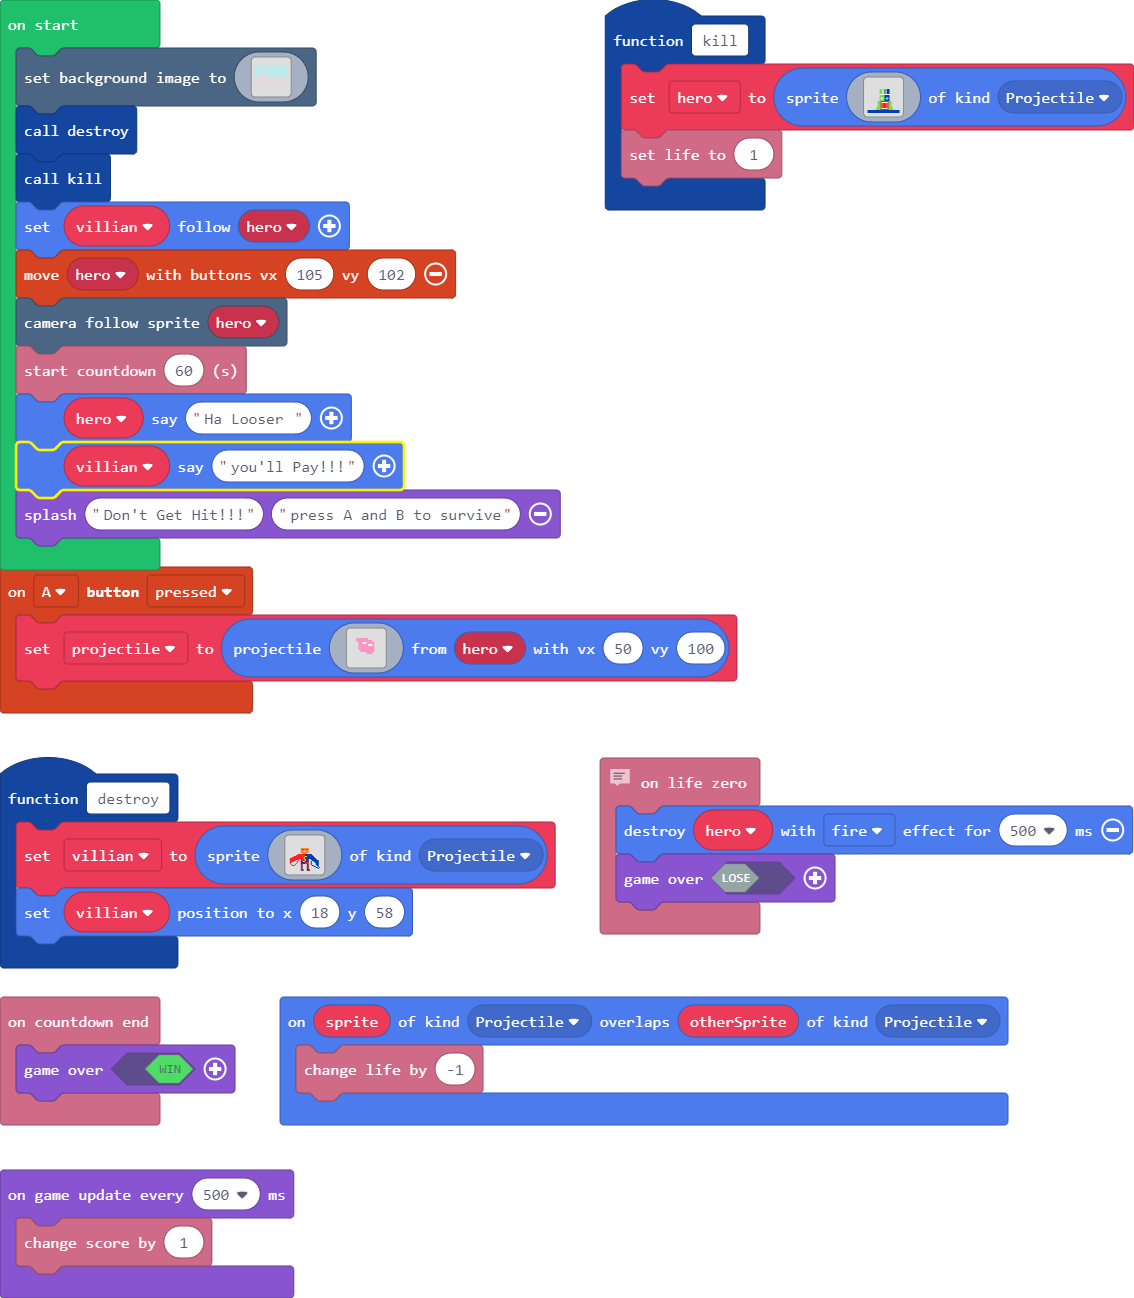 on start
set background image to
call destroy
call kill
set villian follow hero
move hero with buttons vx 105 vy 102
camera follow sprite hero
start countdown 60 (s)
hero say "Ha Looser "
villian say "you'll Pay!!!"
splash "Don't Get Hit!!!" "press A and B to survive"
function kill
set hero to sprite of kind Projectile
set life to 1
on A button pressed
set projectile to projectile from hero with vx 50 vy 100
function destroy
set villian to sprite of kind Projectile
set villian position to x 18 y 58
on life zero
destroy hero with fire effect for 500 ms
game over LOSE
on countdown end
game over WIN
on sprite of kind Projectile overlaps otherSprite of kind Projectile
change life by -1
on game update every 500 ms
change score by 1